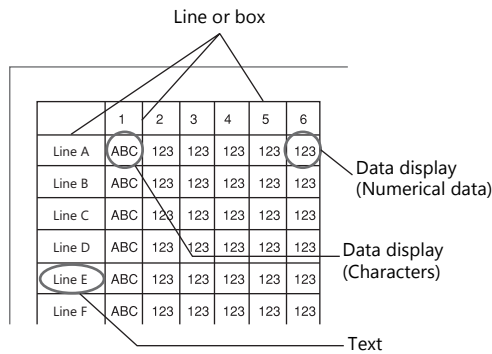 Line or box
1 2 3 4 5 6
Line A ABC 123 123 123 123 123
Data display
(Numerical data)
Line B ABC 123 123 123 123 123
Line C ABC 123 123 123 123 123
Line D ABC 123 123 123 123 123
Data display
(Characters)
Line E ABC 123 123 123 123 123
Line F ABC 123 123 123 123 123
Text